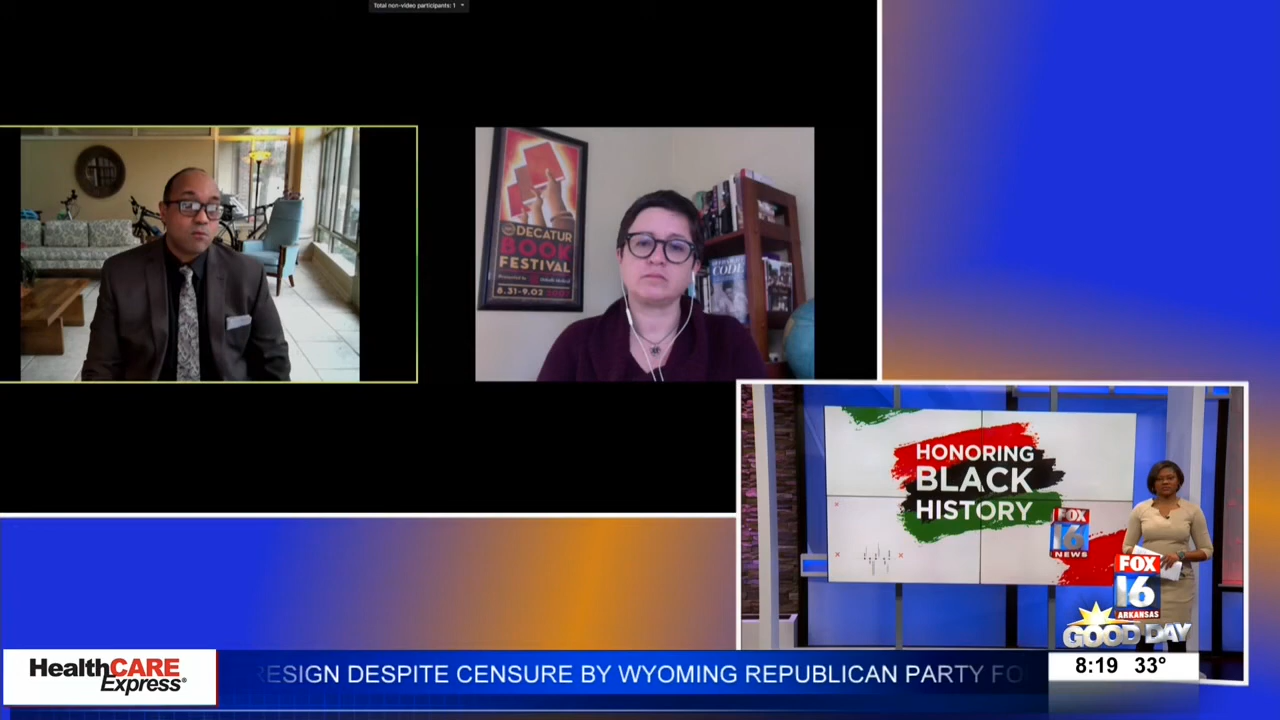 Total non-video participants: 1
DECATUR
BOOK
FESTIVAL
8.31-9.02
CODE
HONORING
BLACK
HISTORY
FOX
16
NEWS
FOX
16
ARKANSAS
GOOD DAY
HealthCARE
Express®
RESIGN DESPITE CENSURE BY WYOMING REPUBLICAN PARTY FO
8:19 33°